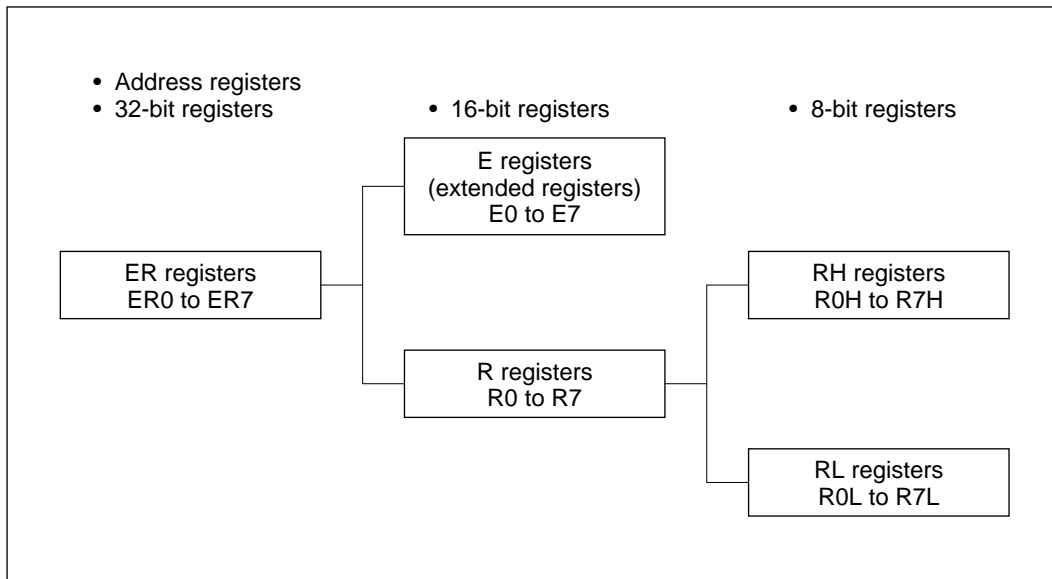 • Address registers
• 32-bit registers
• 16-bit registers
• 8-bit registers
E registers
(extended registers)
E0 to E7
ER registers
ER0 to ER7
RH registers
R0H to R7H
R registers
R0 to R7
RL registers
R0L to R7L